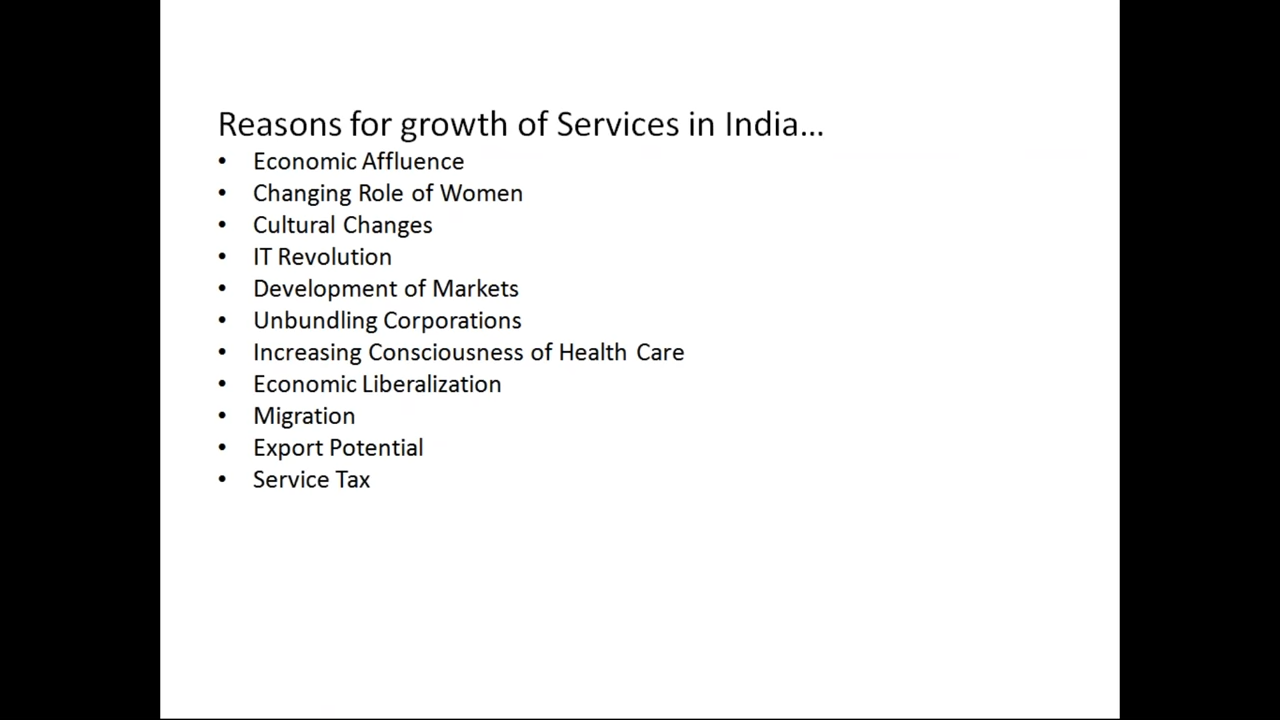 Reasons for growth of Services in India...
• Economic Affluence
• Changing Role of Women
• Cultural Changes
• IT Revolution
• Development of Markets
• Unbundling Corporations
• Increasing Consciousness of Health Care
• Economic Liberalization
• Migration
• Export Potential
• Service Tax